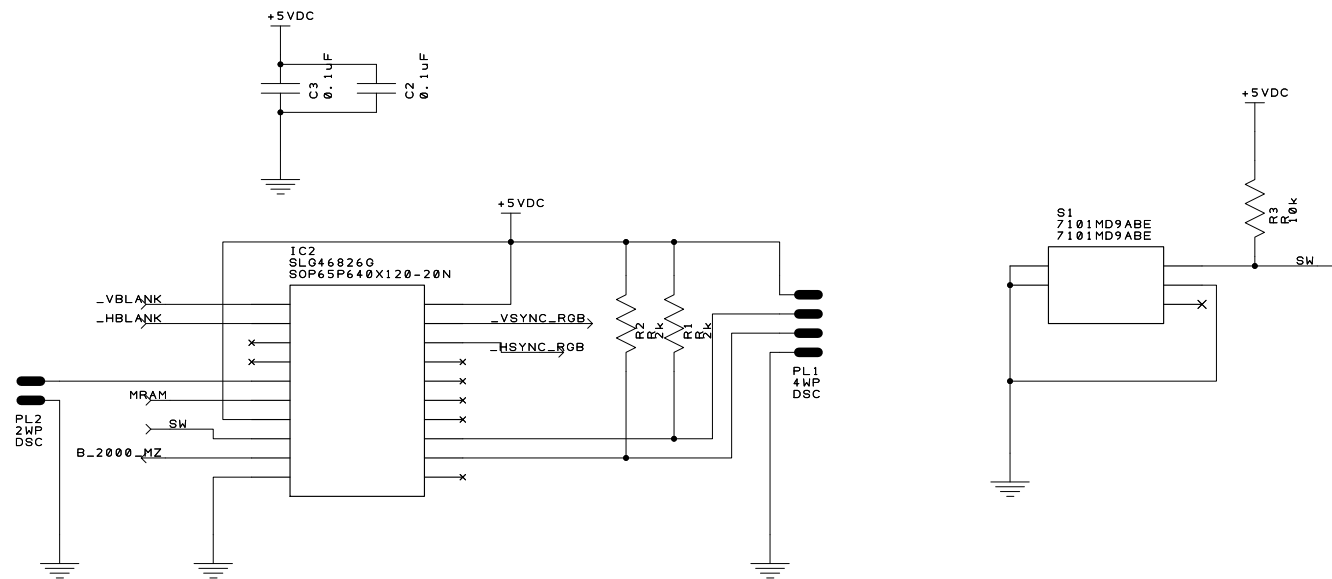 +5VDC
C3
0.1uF
C2
0.1uF
+5VDC
R3
R
10k
+5VDC
S1
7101MD9ABE
7101MD9ABE
IC2
SLG46826G
SOP65P640X120-20N
SW
_VBLANK
_HBLANK
_VSYNC_RGB
_HSYNC_RGB
R2
R
2k
R1
R
2k
PL1
4WP
DSC
MRAM
SW
B_2000_MZ
PL2
2WP
DSC